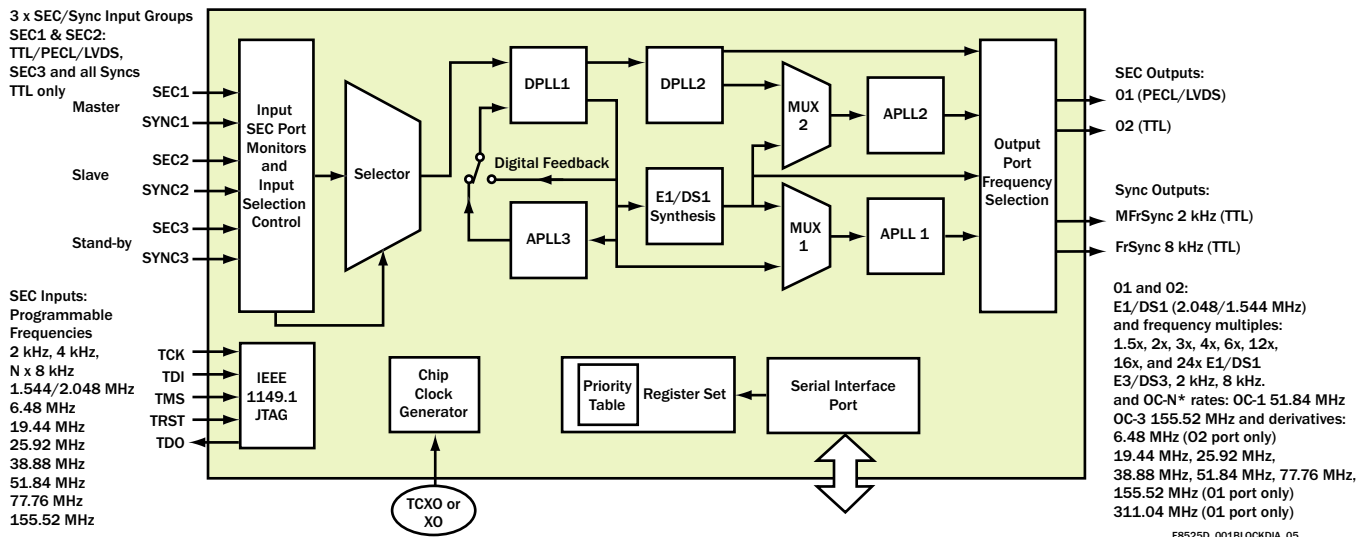 3 x SEC/Sync Input Groups
SEC1 & SEC2:
TTL/PECL/LVDS,
SEC3 and all Syncs
TTL only
Master
Slave
Stand-by
SEC1
SYNC1
SEC2
SYNC2
SEC3
SYNC3
SEC Inputs:
Programmable
Frequencies
2 kHz, 4 kHz,
N x 8 kHz
1.544/2.048 MHz
6.48 MHz
19.44 MHz
25.92 MHz
38.88 MHz
51.84 MHz
77.76 MHz
155.52 MHz
TCK
TDI
TMS
TRST
TDO
Input
SEC Port
Monitors
and
Input
Selection
Control
Selector
DPLL1
DPLL2
Digital Feedback
APLL3
E1/DS1
Synthesis
MUX
2
MUX
1
APLL2
APLL 1
Output
Port
Frequency
Selection
IEEE
1149.1
JTAG
Chip
Clock
Generator
TCXO or
XO
Priority
Table
Register Set
Serial Interface
Port
SEC Outputs:
01 (PECL/LVDS)
02 (TTL)
Sync Outputs:
MFrSync 2 kHz (TTL)
FrSync 8 kHz (TTL)
01 and 02:
E1/DS1 (2.048/1.544 MHz)
and frequency multiples:
1.5x, 2x, 3x, 4x, 6x, 12x,
16x, and 24x E1/DS1
E3/DS3, 2 kHz, 8 kHz.
and OC-N* rates: OC-1 51.84 MHz
OC-3 155.52 MHz and derivatives:
6.48 MHz (O2 port only)
19.44 MHz, 25.92 MHz,
38.88 MHz, 51.84 MHz, 77.76 MHz,
155.52 MHz (01 port only)
311.04 MHz (01 port only)
F8525D_001BLOCKDIA_05